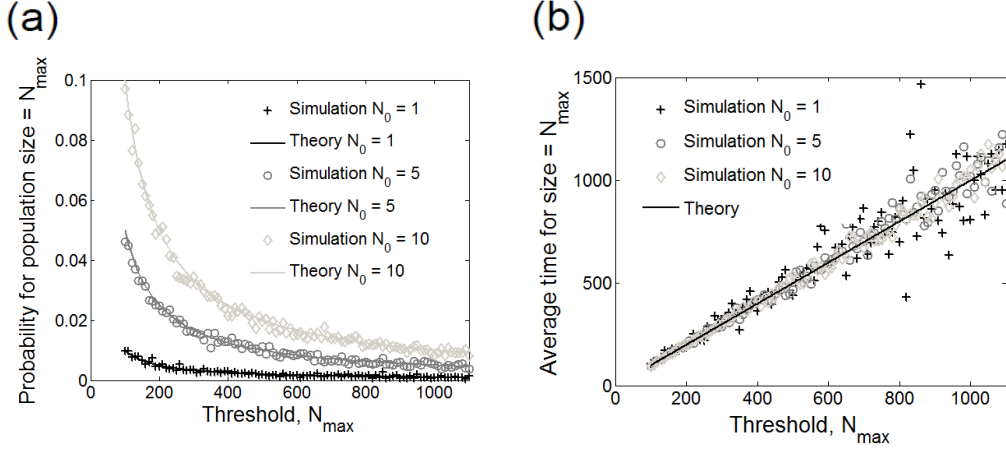 (a)
Probability for population size = N_max
0.1
0.08
0.06
0.04
0.02
0
0 200 400 600 800 1000
Threshold, N_max
Simulation N_0 = 1
Theory N_0 = 1
Simulation N_0 = 5
Theory N_0 = 5
Simulation N_0 = 10
Theory N_0 = 10
(b)
Average time for size = N_max
1500
1000
500
0
0 200 400 600 800 1000
Threshold, N_max
Simulation N_0 = 1
Simulation N_0 = 5
Simulation N_0 = 10
Theory